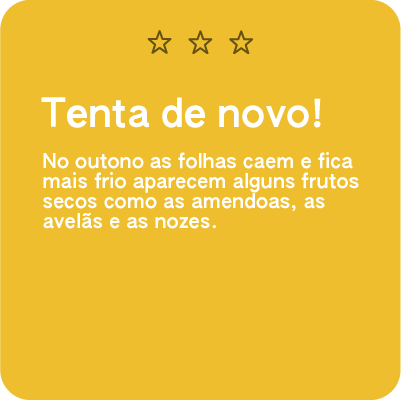 Tenta de novo!
No outono as folhas caem e fica
mais frio aparecem alguns frutos
secos como as amendoas, as
avelãs e as nozes.